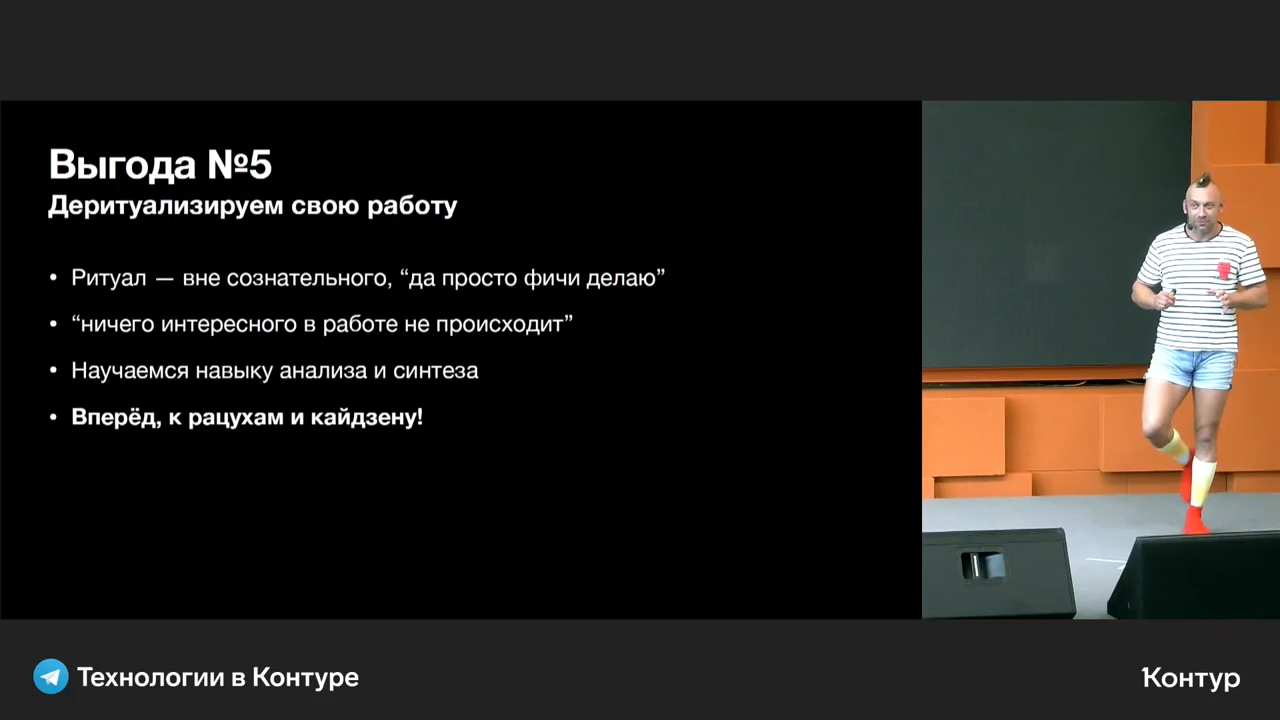 Выгода №5
Деритуализируем свою работу
• Ритуал — вне сознательного, “да просто фичи делаю”
• “ничего интересного в работе не происходит”
• Научаемся навыку анализа и синтеза
• Вперёд, к рацухам и кайдзену!
Технологии в Контуре
Контур